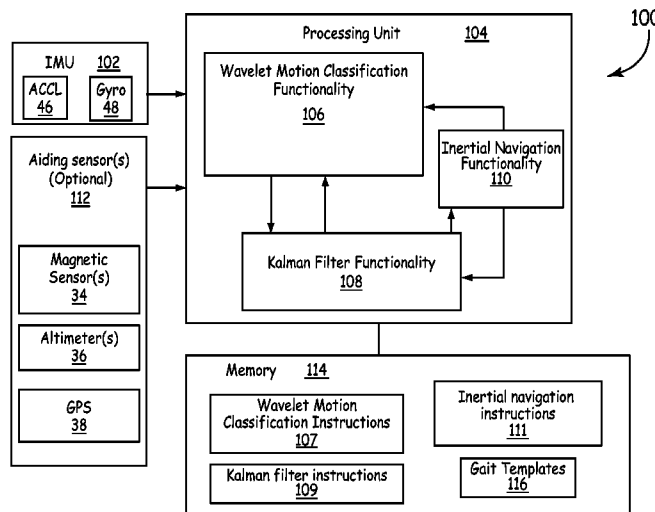 100
IMU 102
ACCL
46
Gyro
48
Aiding sensor(s)
(Optional)
112
Magnetic
Sensor(s)
34
Altimeter(s)
36
GPS
38
Processing Unit 104
Wavelet Motion Classification
Functionality
106
Inertial Navigation
Functionality
110
Kalman Filter Functionality
108
Memory 114
Wavelet Motion
Classification Instructions
107
Inertial navigation
instructions
111
Kalman filter instructions
109
Gait Templates
116